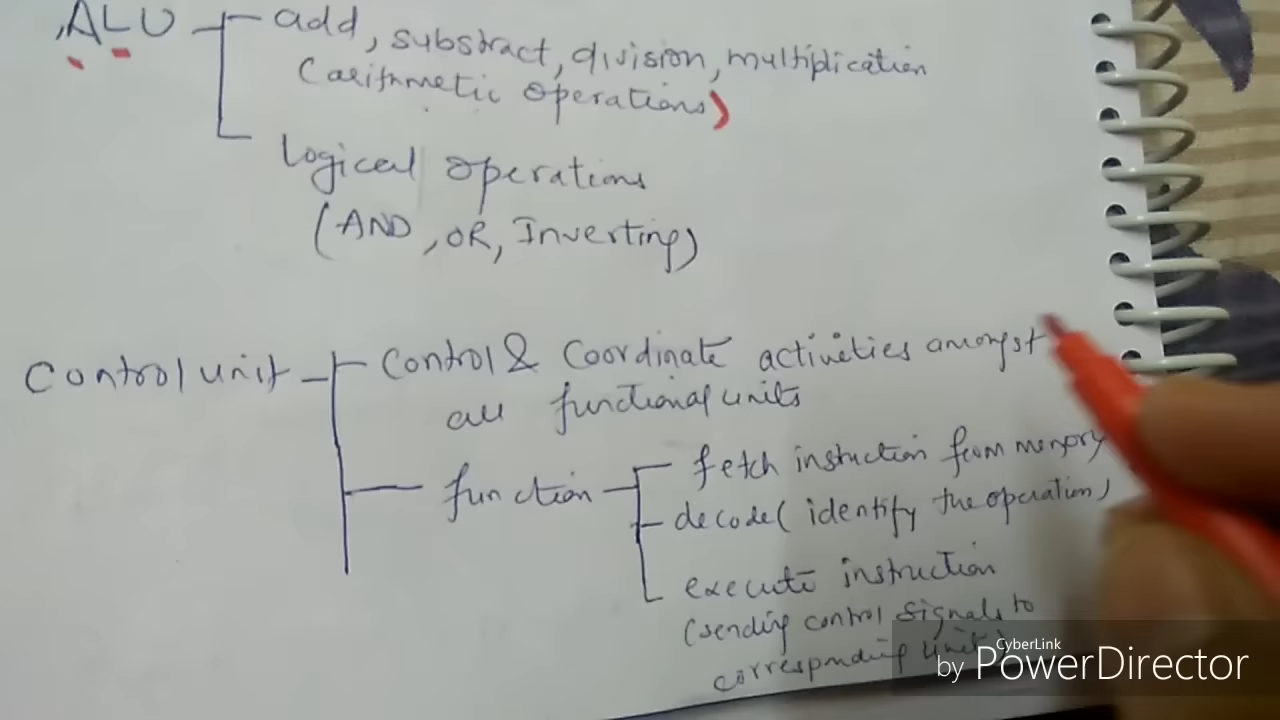 ALU add, substract, division, multiplication
(arithmetic operations)
Logical operations
(AND, OR, Inverting)
Control unit Control & Coordinate activities amongst
all functional units
function fetch instruction from memory
decode (identify the operation)
execute instruction
(sending control signals to
corresponding unit)
CyberLink
by PowerDirector